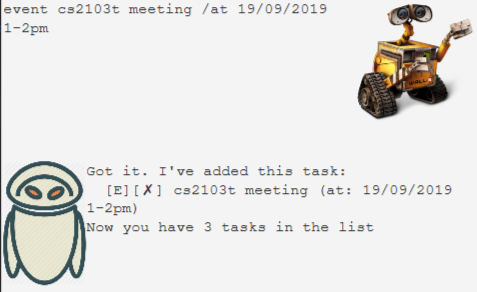 event cs2103t meeting /at 19/09/2019
1-2pm
Got it. I've added this task:
[E][✗] cs2103t meeting (at: 19/09/2019
1-2pm)
Now you have 3 tasks in the list